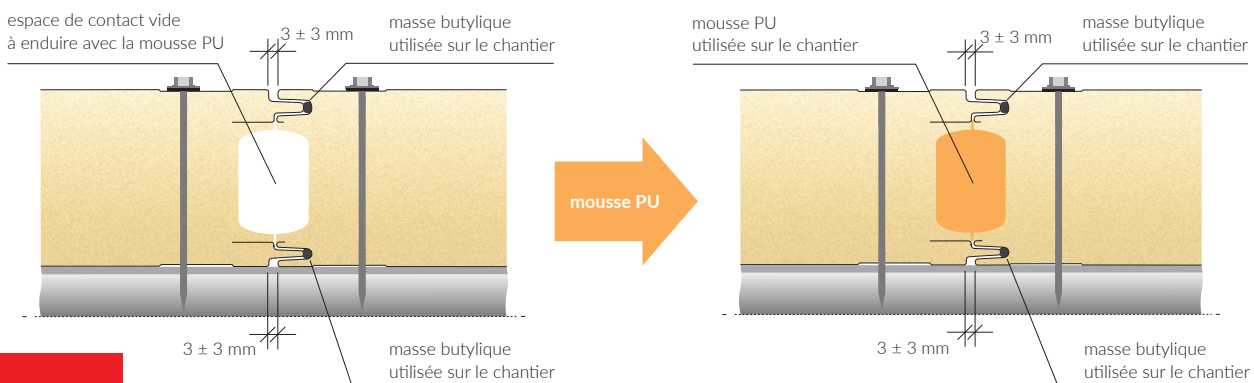 espace de contact vide
à enduire avec la mousse PU
3 ± 3 mm
masse butylique
utilisée sur le chantier
3 ± 3 mm
masse butylique
utilisée sur le chantier
mousse PU
mousse PU
utilisée sur le chantier
3 ± 3 mm
masse butylique
utilisée sur le chantier
3 ± 3 mm
masse butylique
utilisée sur le chantier